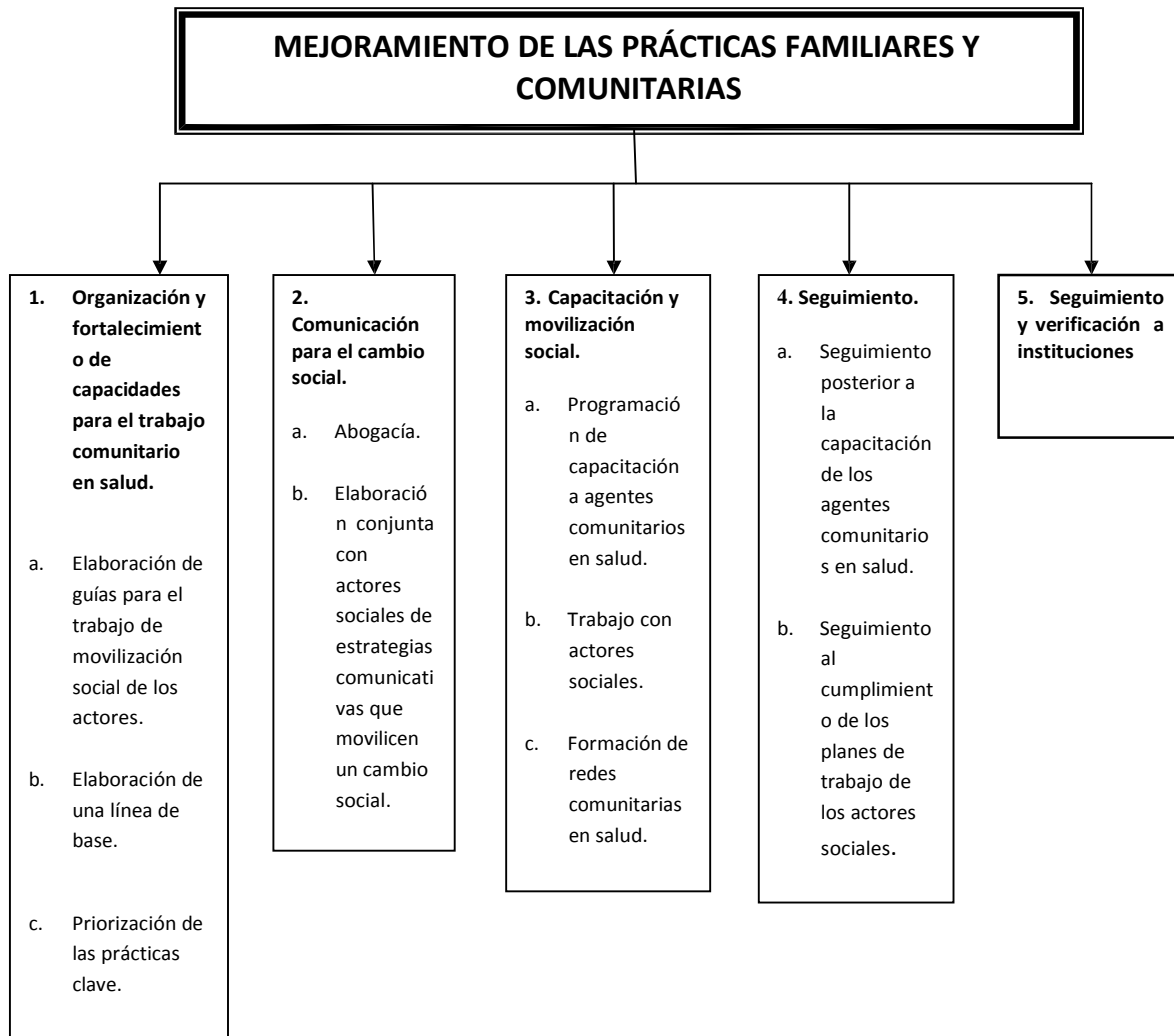 MEJORAMIENTO DE LAS PRÁCTICAS FAMILIARES Y
COMUNITARIAS
1. Organización y
fortalecimient
o de
capacidades
para el trabajo
comunitario
en salud.
a. Elaboración de
guías para el
trabajo de
movilización
social de los
actores.
b. Elaboración de
una línea de
base.
c. Priorización de
las prácticas
clave.
2.
Comunicación
para el cambio
social.
a. Abogacía.
b. Elaboració
n conjunta
con
actores
sociales de
estrategias
comunicati
vas que
movilicen
un cambio
social.
3. Capacitación y
movilización
social.
a. Programació
n de
capacitación
a agentes
comunitarios
en salud.
b. Trabajo con
actores
sociales.
c. Formación de
redes
comunitarias
en salud.
4. Seguimiento.
a. Seguimiento
posterior a
la
capacitación
de los
agentes
comunitario
s en salud.
b. Seguimiento
al
cumplimient
o de los
planes de
trabajo de
los actores
sociales.
5. Seguimiento
y verificación a
instituciones